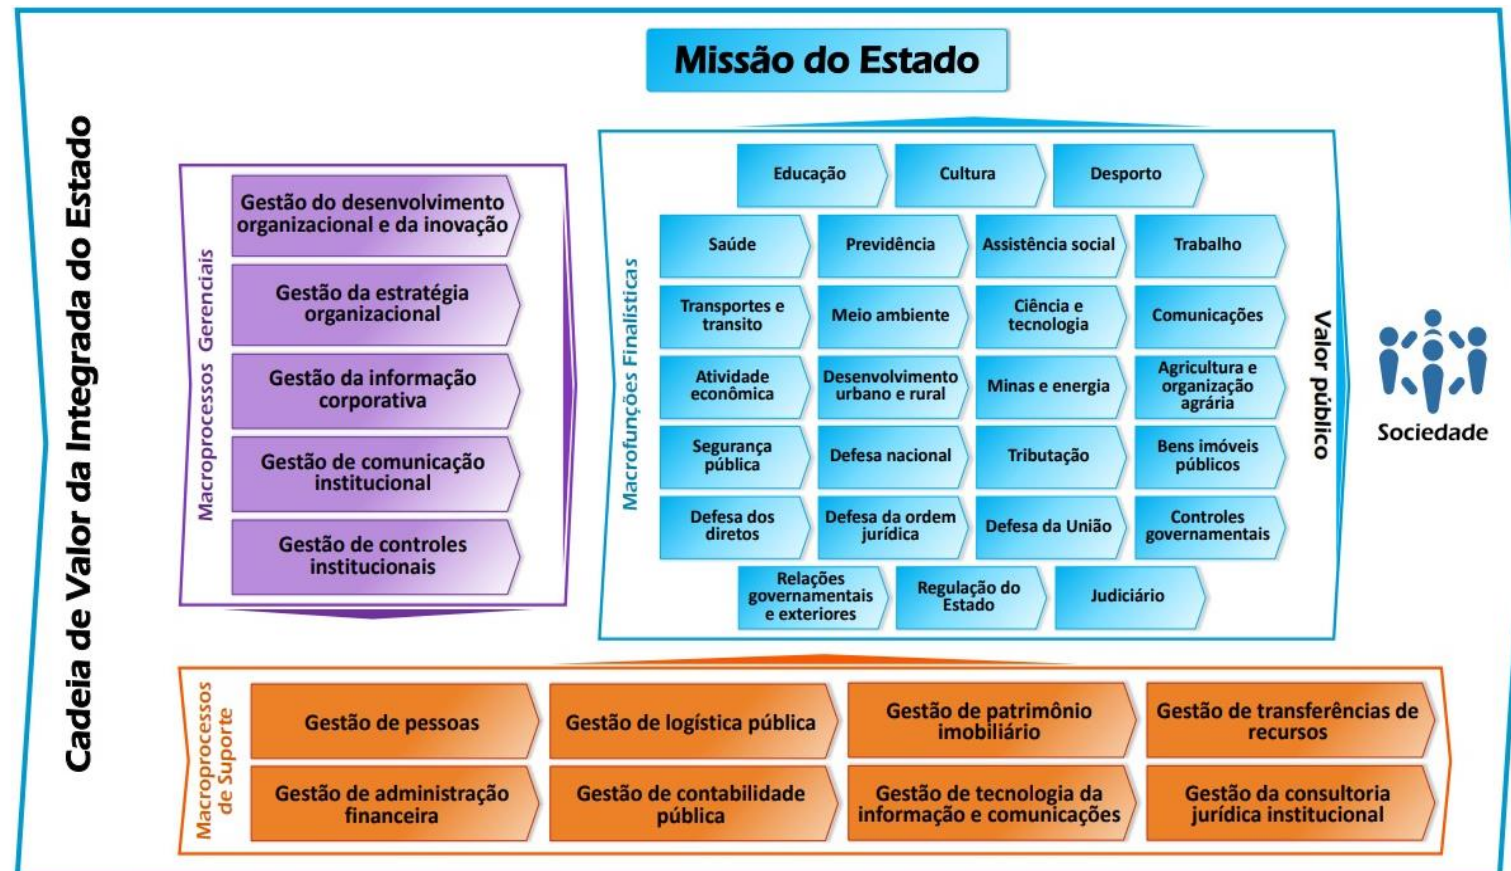 Missão do Estado
Cadeia de Valor da Integrada do Estado
Macroprocessos Gerenciais
Gestão do desenvolvimento
organizacional e da inovação
Gestão da estratégia
organizacional
Gestão da informação
corporativa
Gestão de comunicação
institucional
Gestão de controles
institucionais
Macrofunções Finalísticas
Educação
Cultura
Desporto
Saúde
Previdência
Assistência social
Trabalho
Transportes e
transito
Meio ambiente
Ciência e
tecnologia
Comunicações
Atividade
econômica
Desenvolvimento
urbano e rural
Minas e energia
Agricultura e
organização
agrária
Segurança
pública
Defesa nacional
Tributação
Bens imóveis
públicos
Defesa dos
diretos
Defesa da ordem
jurídica
Defesa da União
Controles
governamentais
Relações
governamentais
e exteriores
Regulação do
Estado
Judiciário
Valor público
Sociedade
Macroprocessos
de Suporte
Gestão de pessoas
Gestão de logística pública
Gestão de patrimônio
imobiliário
Gestão de transferências de
recursos
Gestão de administração
financeira
Gestão de contabilidade
pública
Gestão de tecnologia da
informação e comunicações
Gestão da consultoria
jurídica institucional